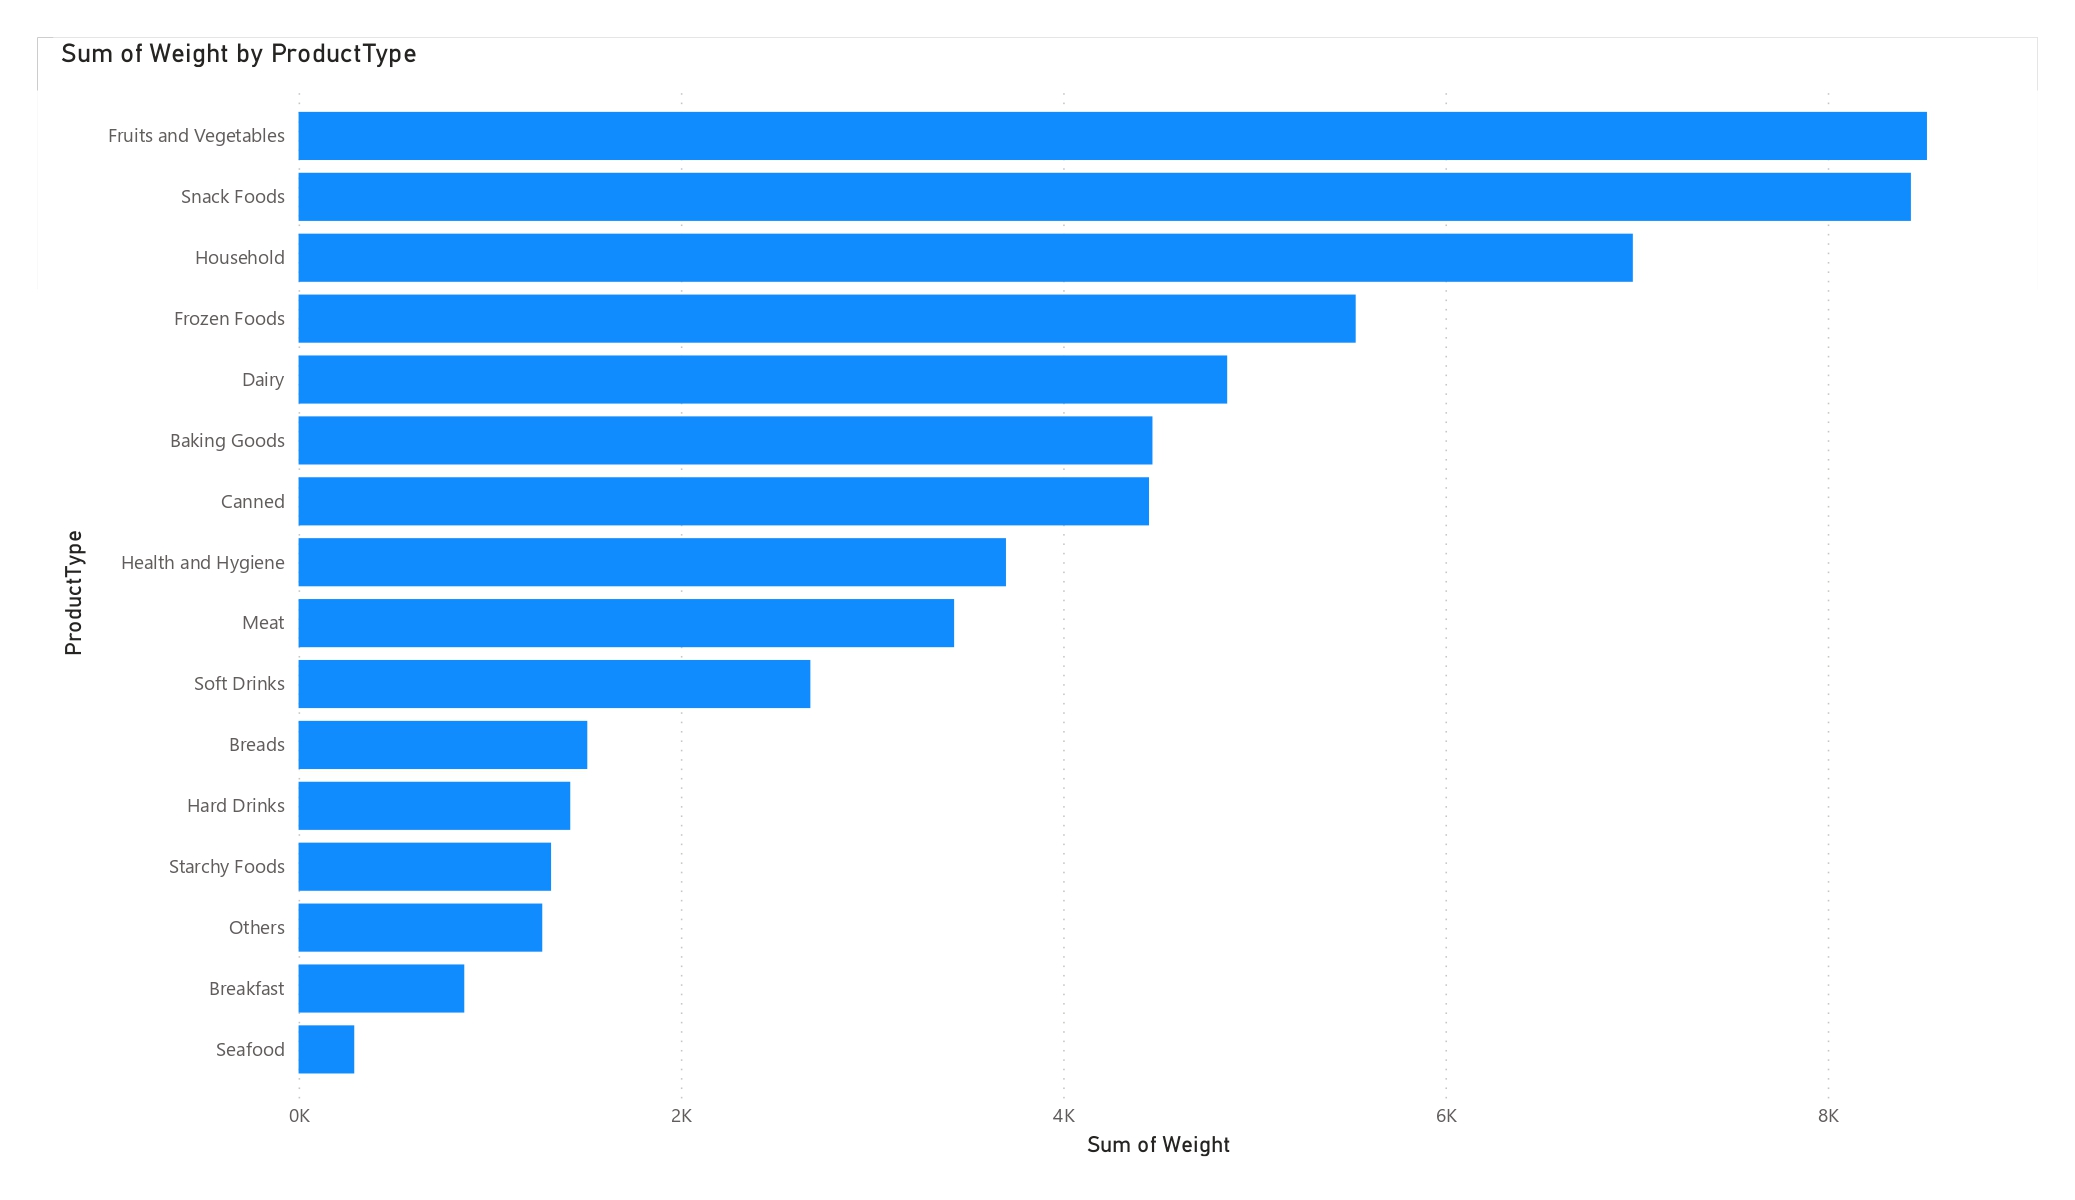 Sum of Weight by ProductType
ProductType
Fruits and Vegetables
Snack Foods
Household
Frozen Foods
Dairy
Baking Goods
Canned
Health and Hygiene
Meat
Soft Drinks
Breads
Hard Drinks
Starchy Foods
Others
Breakfast
Seafood
0K 2K 4K 6K 8K
Sum of Weight